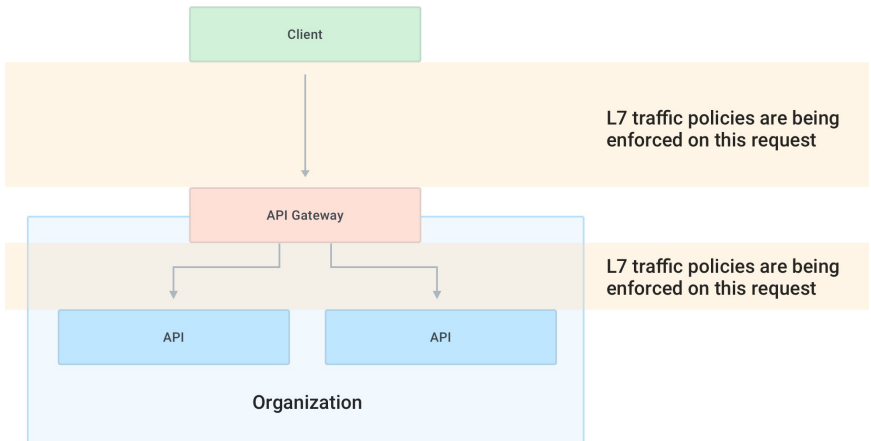 Client
L7 traffic policies are being
enforced on this request
API Gateway
L7 traffic policies are being
enforced on this request
API
API
Organization